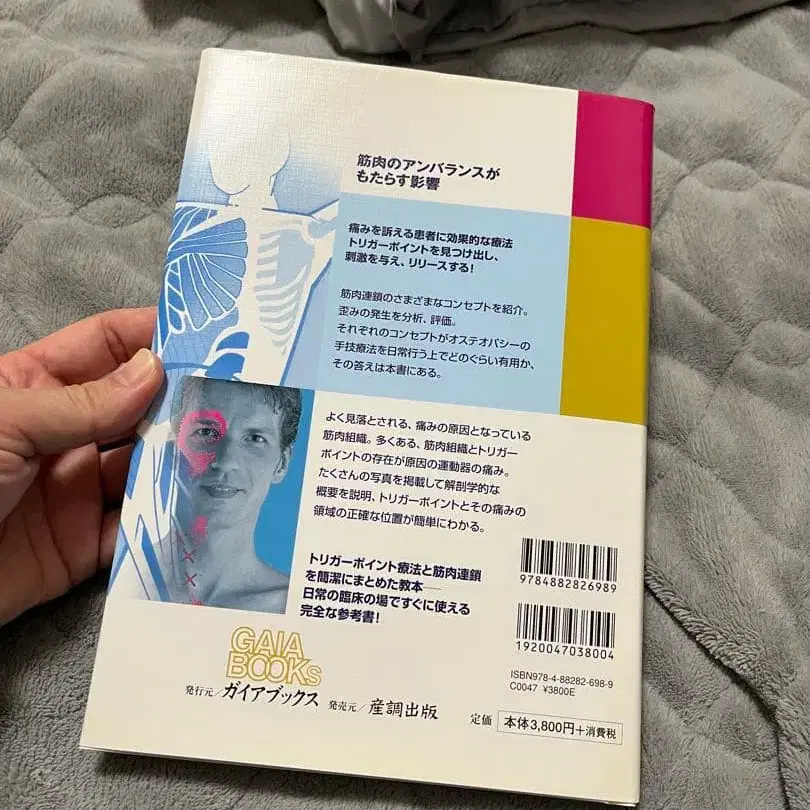 筋肉のアンバランスが
もたらす影響
痛みを訴える患者に効果的な療法
トリガーポイントを見つけ出し、
刺激を与え、リリースする!
筋肉連鎖のさまざまなコンセプトを紹介。
歪みの発生を分析、評価。
それぞれのコンセプトがオステオパシーの
手技療法を日常行う上でどのぐらい有用か、
その答えは本書にある。
よく見落とされる、痛みの原因となっている
筋肉組織。多くある、筋肉組織とトリガー
ポイントの存在が原因の運動器の痛み。
たくさんの写真を掲載して解剖学的な
概要を説明、トリガーポイントとその痛みの
領域の正確な位置が簡単にわかる。
トリガーポイント療法と筋肉連鎖
を簡潔にまとめた教本──
日常の臨床の場ですぐに使える
完全な参考書!
9784882826989
1920047038004
ISBN978-4-88282-698-9
C0047 ¥3800E
GAIA
BOOKS
発行元/ガイアブックス 発売元/産調出版
定価 本体3,800円+消費税